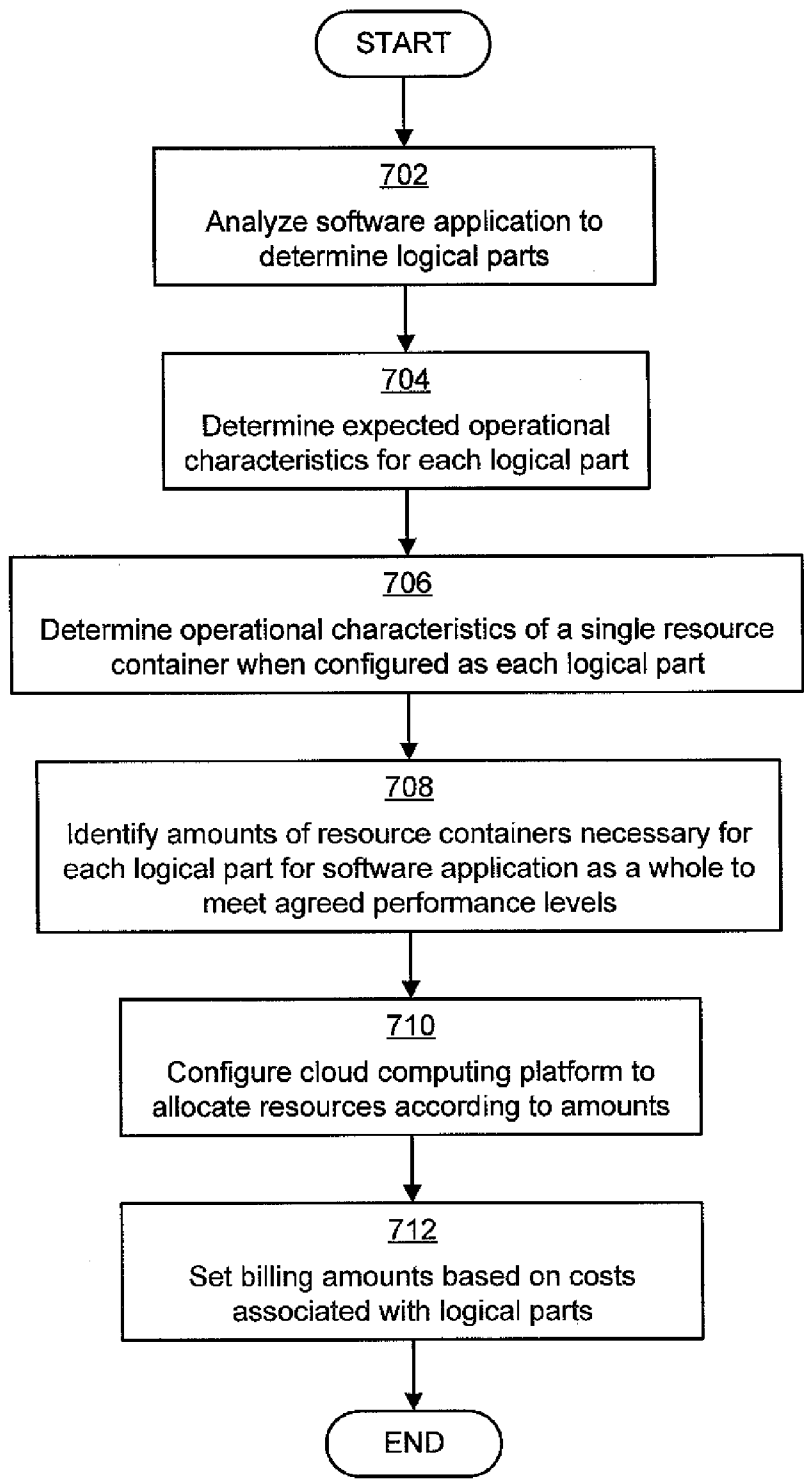 START
702
Analyze software application to
determine logical parts
704
Determine expected operational
characteristics for each logical part
706
Determine operational characteristics of a single resource
container when configured as each logical part
708
Identify amounts of resource containers necessary for
each logical part for software application as a whole to
meet agreed performance levels
710
Configure cloud computing platform to
allocate resources according to amounts
712
Set billing amounts based on costs
associated with logical parts
END